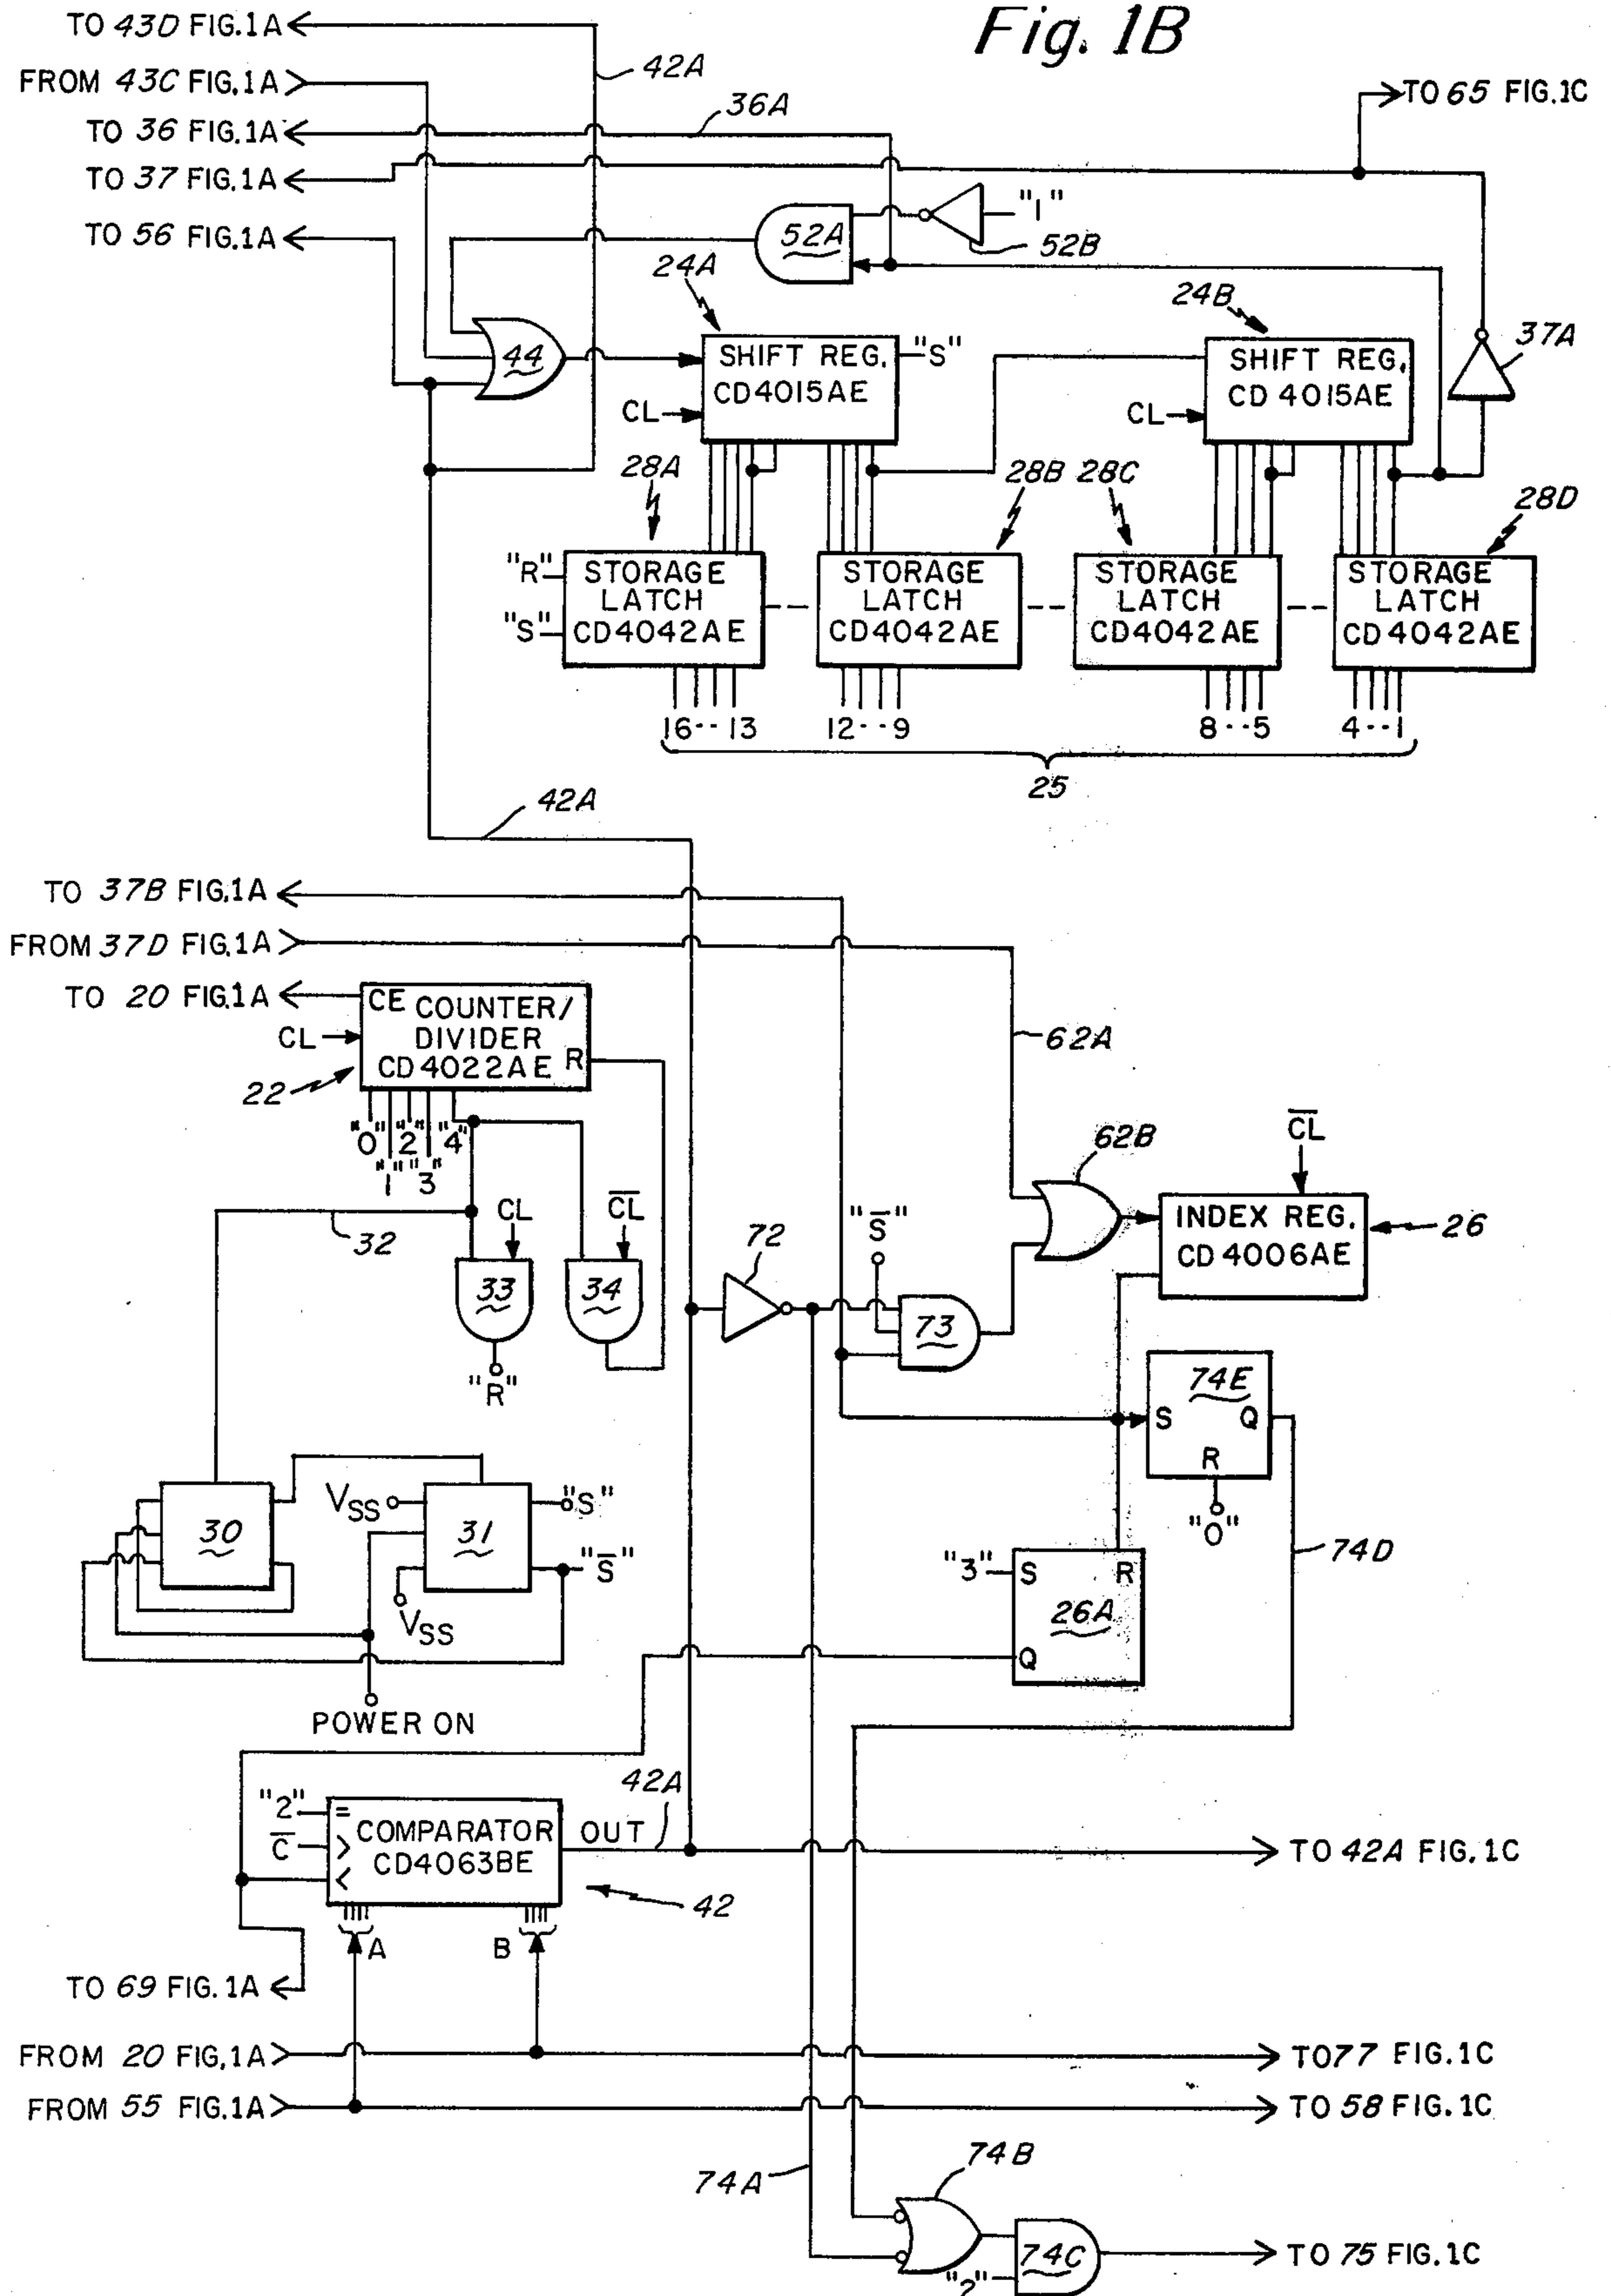 Fig. 1B
TO 43D FIG.1A
FROM 43C FIG.1A
42A
TO 65 FIG.1C
36A
TO 36 FIG.1A
TO 37 FIG.1A
"1"
52A
52B
TO 56 FIG.1A
24A
24B
37A
44
SHIFT REG.
CD4015AE
"S"
CL
SHIFT REG.
CD 4015AE
CL
28A
28B
28C
28D
"R"
"S"
STORAGE
LATCH
CD4042AE
STORAGE
LATCH
CD4042AE
STORAGE
LATCH
CD4042AE
STORAGE
LATCH
CD4042AE
16--13
12--9
8--5
4--1
25
42A
TO 37B FIG.1A
FROM 37D FIG.1A
TO 20 FIG.1A
CE COUNTER/
DIVIDER
CD4022AE R
CL
22
62A
"0" "2" "4"
"1" "3"
62B
C̅L̅
CL
C̅L̅
32
"S̅"
INDEX REG.
CD 4006AE
26
72
33
34
73
"R"
74E
S Q
R
"0"
30
VSS
31
"S"
"S̅"
VSS
74D
"3"
S R
26A
Q
POWER ON
"2"
C̅
=
>
<
COMPARATOR
CD4063BE
OUT
42A
TO 42A FIG. 1C
42
A
B
TO 69 FIG. 1A
FROM 20 FIG.1A
TO77 FIG. 1C
FROM 55 FIG.1A
TO 58 FIG. 1C
74A
74B
74C
"2"
TO 75 FIG. 1C